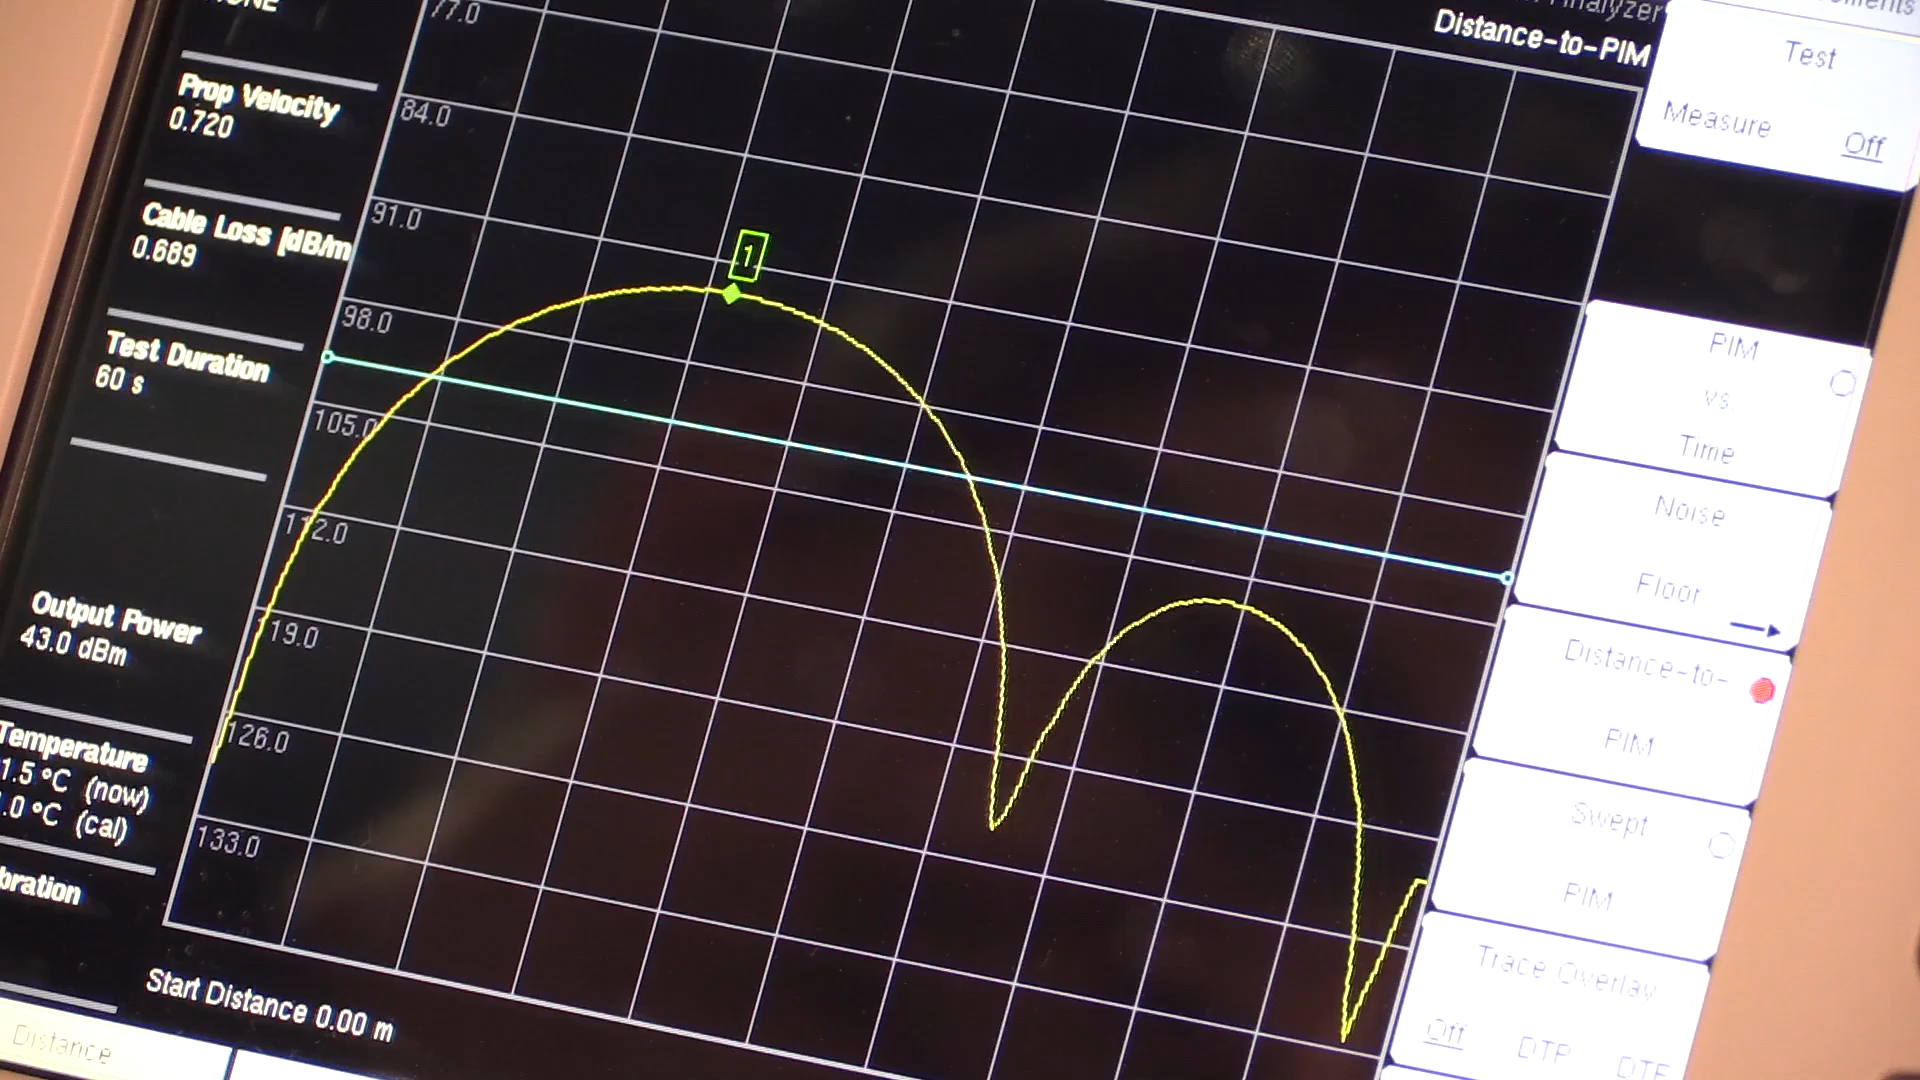 Analyzer
Distance-to-PIM
Prop Velocity
0.720
Cable Loss [dB/m
0.689
Test Duration
60 s
Output Power
43.0 dBm
Temperature
1.5 °C (now)
.0 °C (cal)
bration
77.0
84.0
91.0
98.0
105.0
112.0
119.0
126.0
133.0
1
Start Distance 0.00 m
Distance
Test
Measure Off
PIM
vs.
Time
Noise
Floor
Distance-to-
PIM
Swept
PIM
Trace Overlay
Off DTP DTF